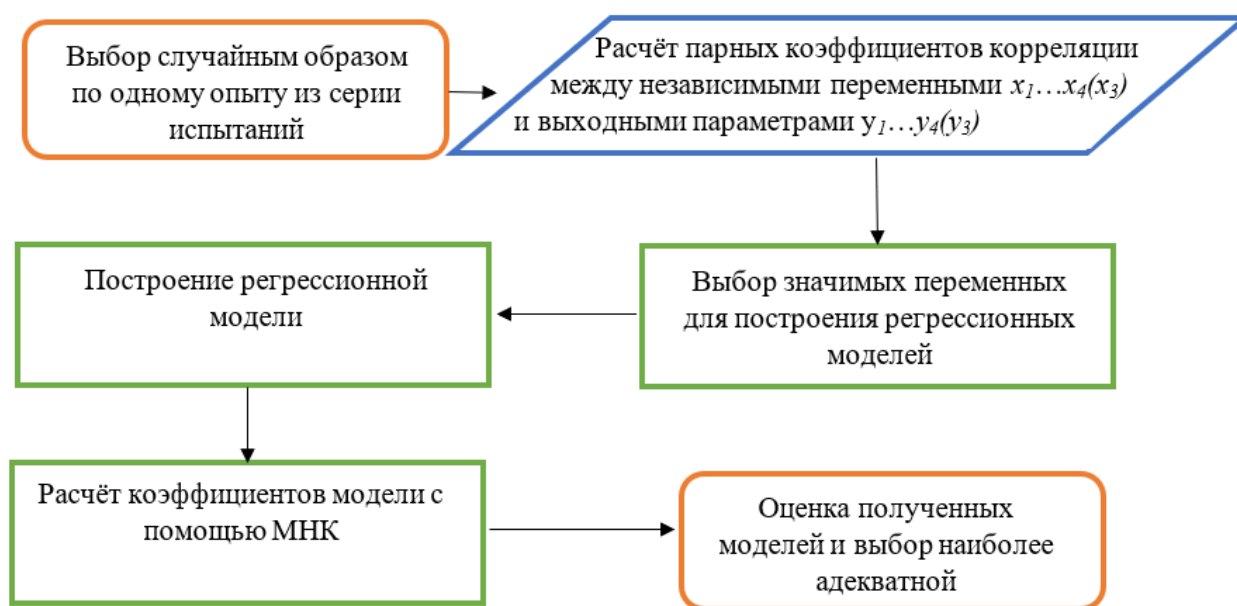 Выбор случайным образом
по одному опыту из серии
испытаний
Расчёт парных коэффициентов корреляции
между независимыми переменными x₁…x₄(x₃)
и выходными параметрами y₁…y₄(y₃)
Выбор значимых переменных
для построения регрессионных
моделей
Построение регрессионной
модели
Расчёт коэффициентов модели с
помощью МНК
Оценка полученных
моделей и выбор наиболее
адекватной